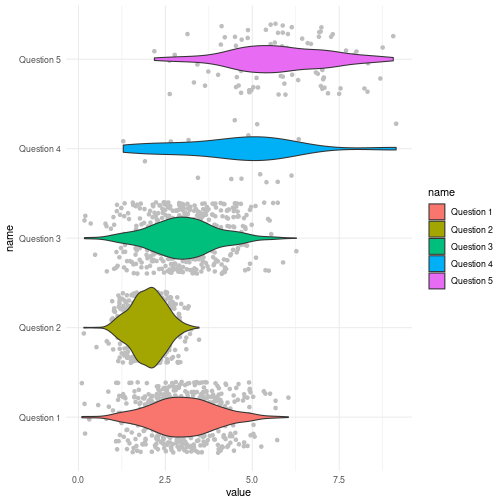 Question 5
Question 4
Question 3
Question 2
Question 1
name
0.0
2.5
5.0
7.5
value
name
Question 1
Question 2
Question 3
Question 4
Question 5